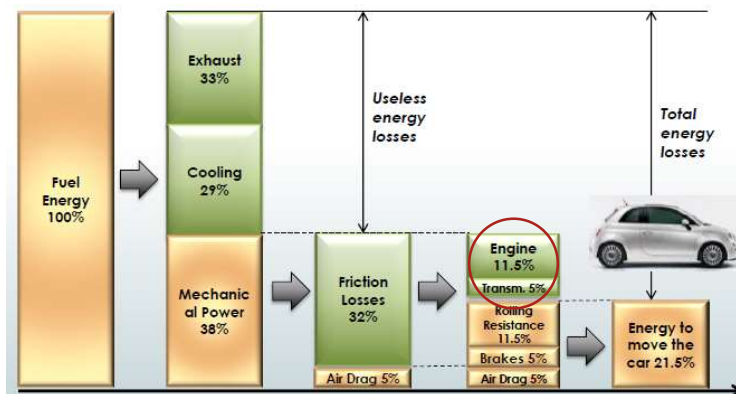 Fuel
Energy
100%
Exhaust
33%
Cooling
29%
Mechanic
al Power
38%
Useless
energy
losses
Friction
Losses
32%
Air Drag 5%
Engine
11.5%
Transm. 5%
Rolling
Resistance
11.5%
Brakes 5%
Air Drag 5%
Total
energy
losses
Energy to
move the
car 21.5%